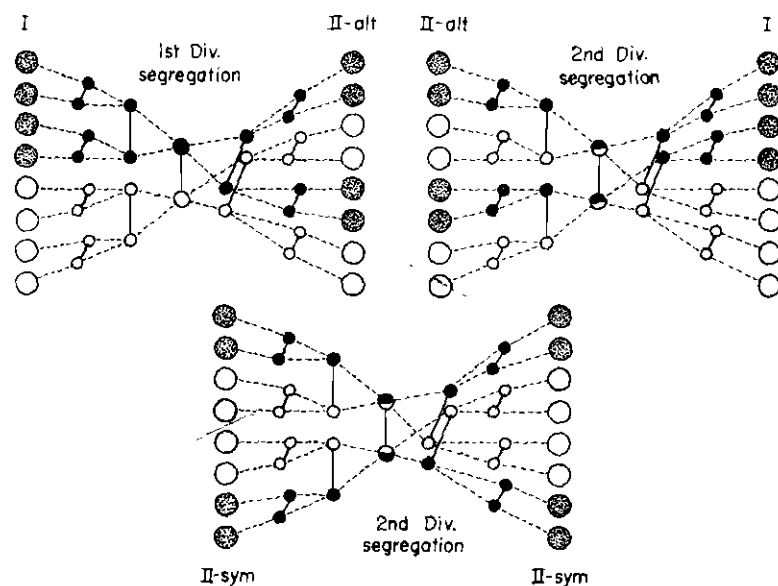 I
1st Div.
segregation
II-alt
II-alt
2nd Div.
segregation
I
2nd Div.
segregation
II-sym
II-sym